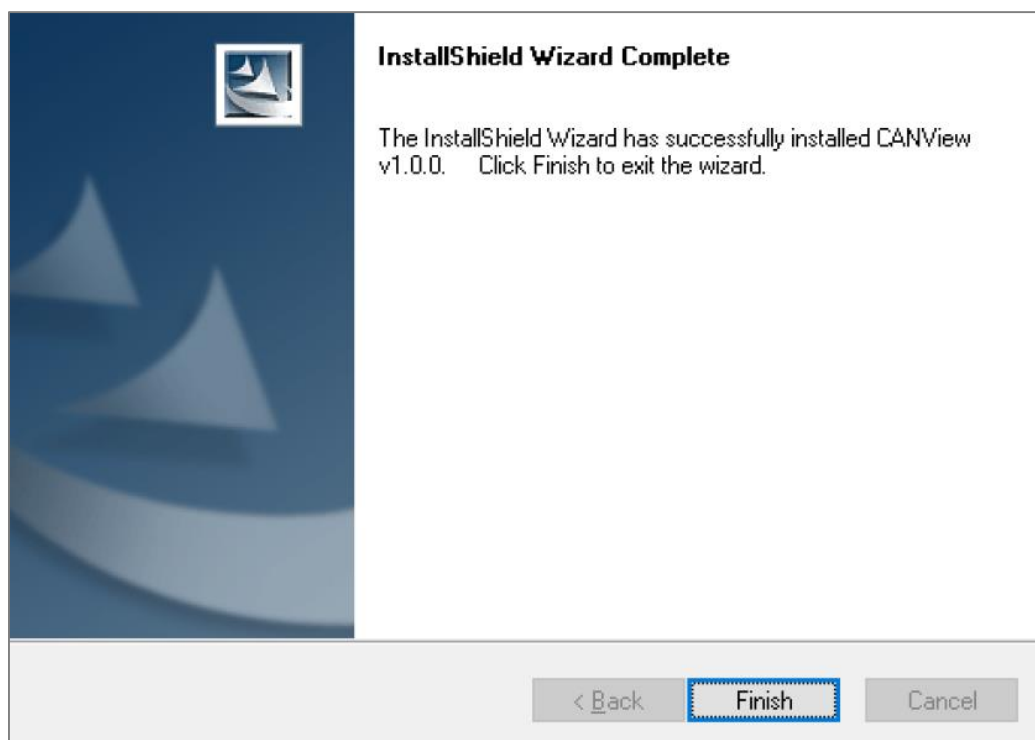 InstallShield Wizard Complete
The InstallShield Wizard has successfully installed CANView
v1.0.0. Click Finish to exit the wizard.
< Back
Finish
Cancel